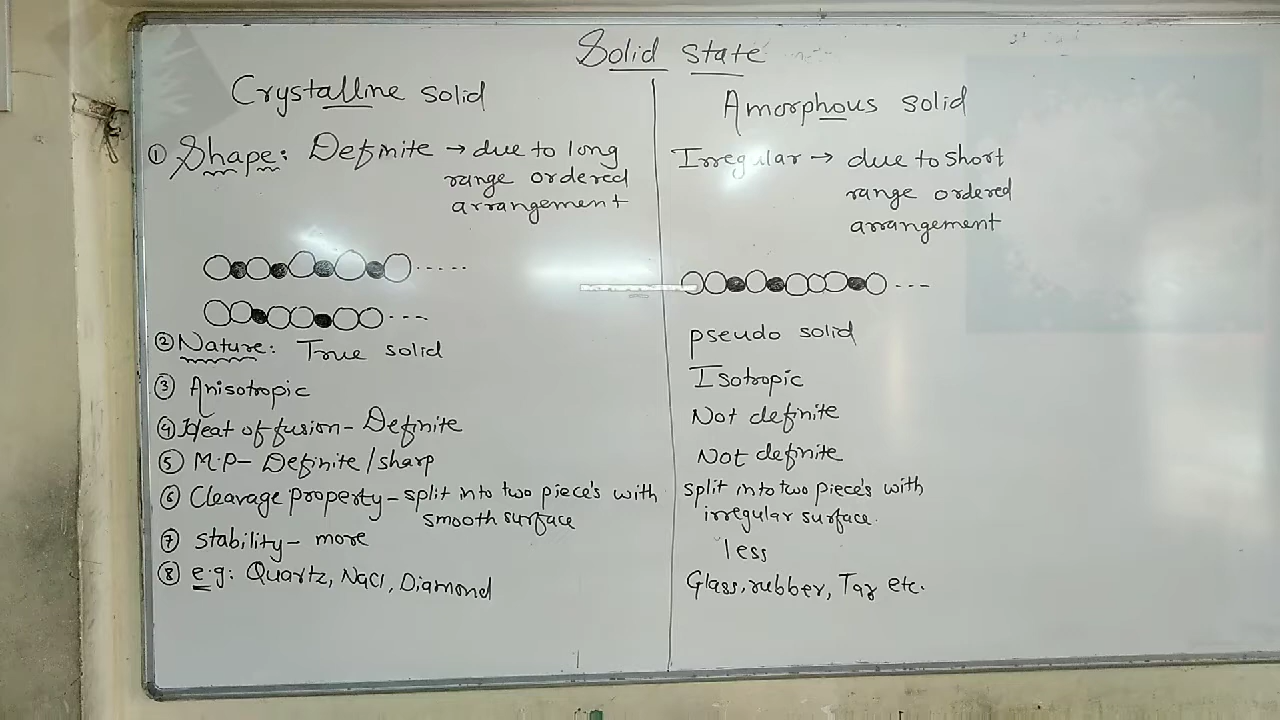 Solid state
Crystalline solid
Amorphous solid
① Shape: Definite → due to long
range ordered
arrangement
Irregular → due to short
range ordered
arrangement
② Nature: True solid
pseudo solid
③ Anisotropic
Isotropic
④ Heat of fusion - Definite
Not definite
⑤ M.P - Definite / sharp
Not definite
⑥ Cleavage property - split into two piece's with
smooth surface
split into two piece's with
irregular surface.
⑦ stability - more
less
⑧ e.g: Quartz, NaCl, Diamond
Glass, rubber, Tar etc.